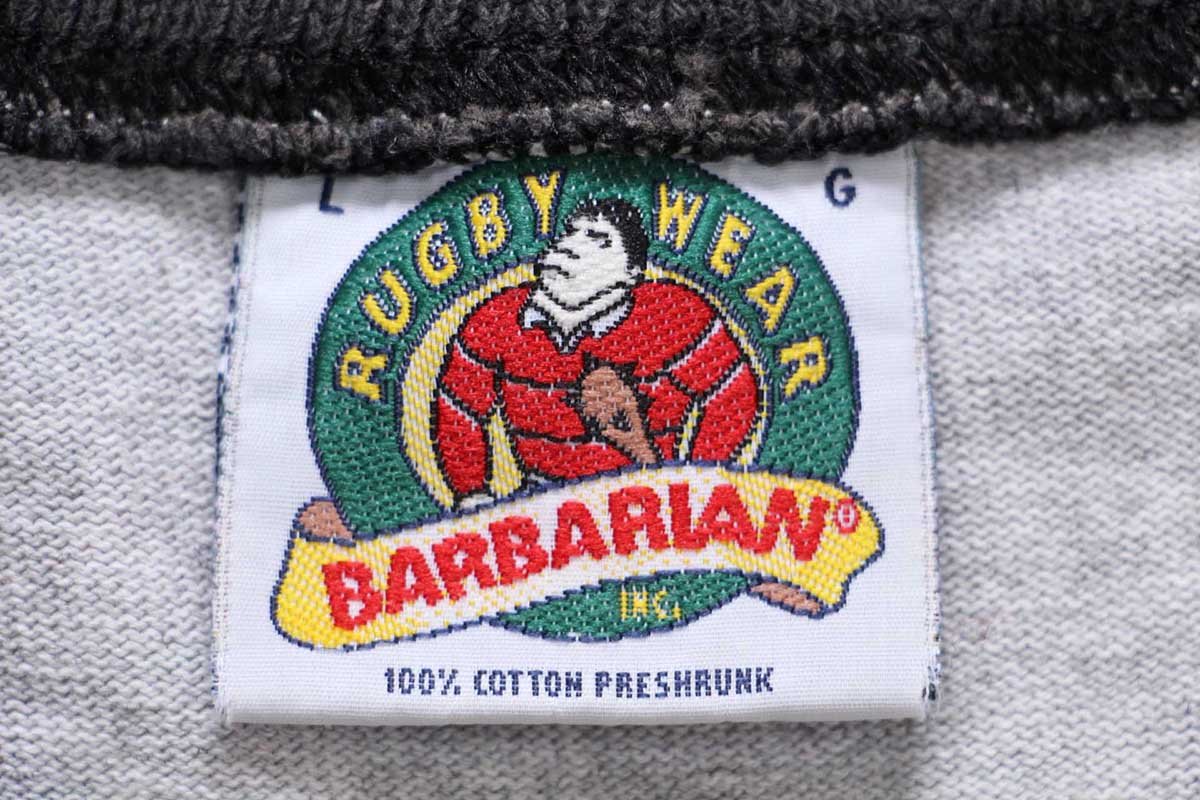 L G
RUGBY WEAR
BARBARIAN®
INC.
100% COTTON PRESHRUNK